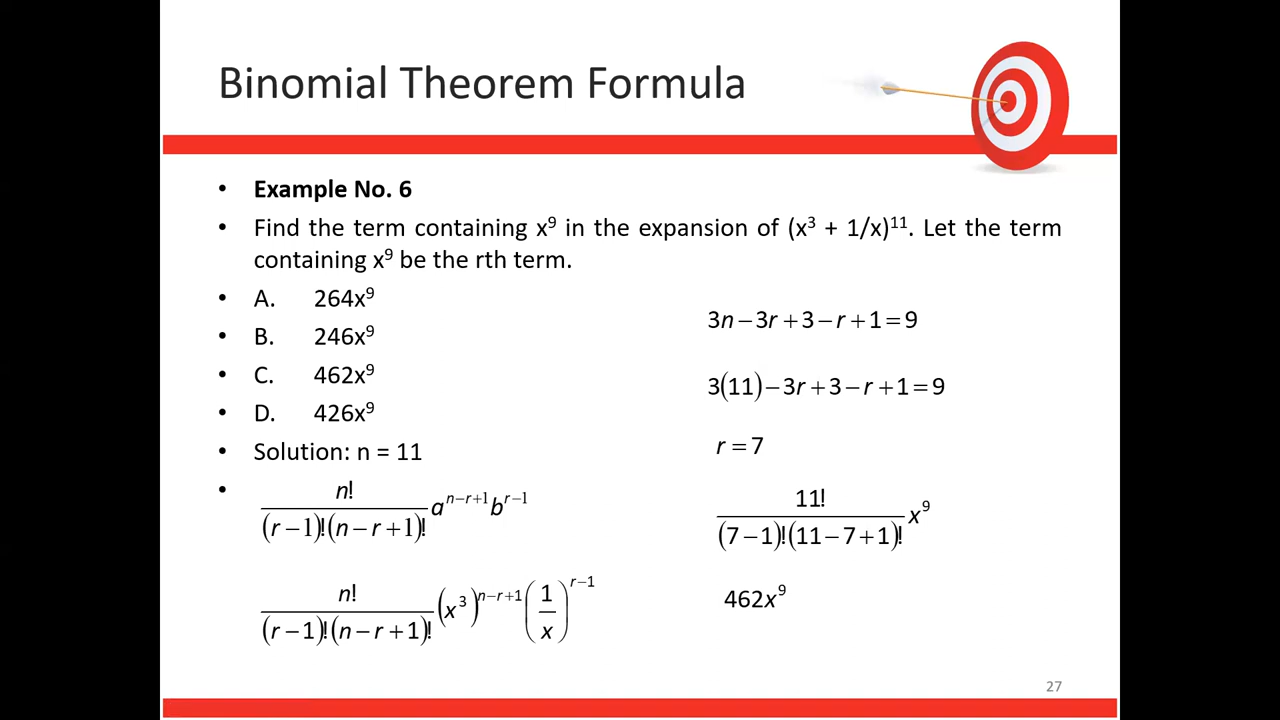 Binomial Theorem Formula
• Example No. 6
• Find the term containing x⁹ in the expansion of (x³ + 1/x)¹¹. Let the term
containing x⁹ be the rth term.
• A. 264x⁹
• B. 246x⁹
• C. 462x⁹
• D. 426x⁹
• Solution: n = 11
• n!/((r−1)!(n−r+1)!) a^(n−r+1) b^(r−1)
n!/((r−1)!(n−r+1)!) (x³)^(n−r+1) (1/x)^(r−1)
3n−3r+3−r+1=9
3(11)−3r+3−r+1=9
r=7
11!/((7−1)!(11−7+1)!) x⁹
462x⁹
27